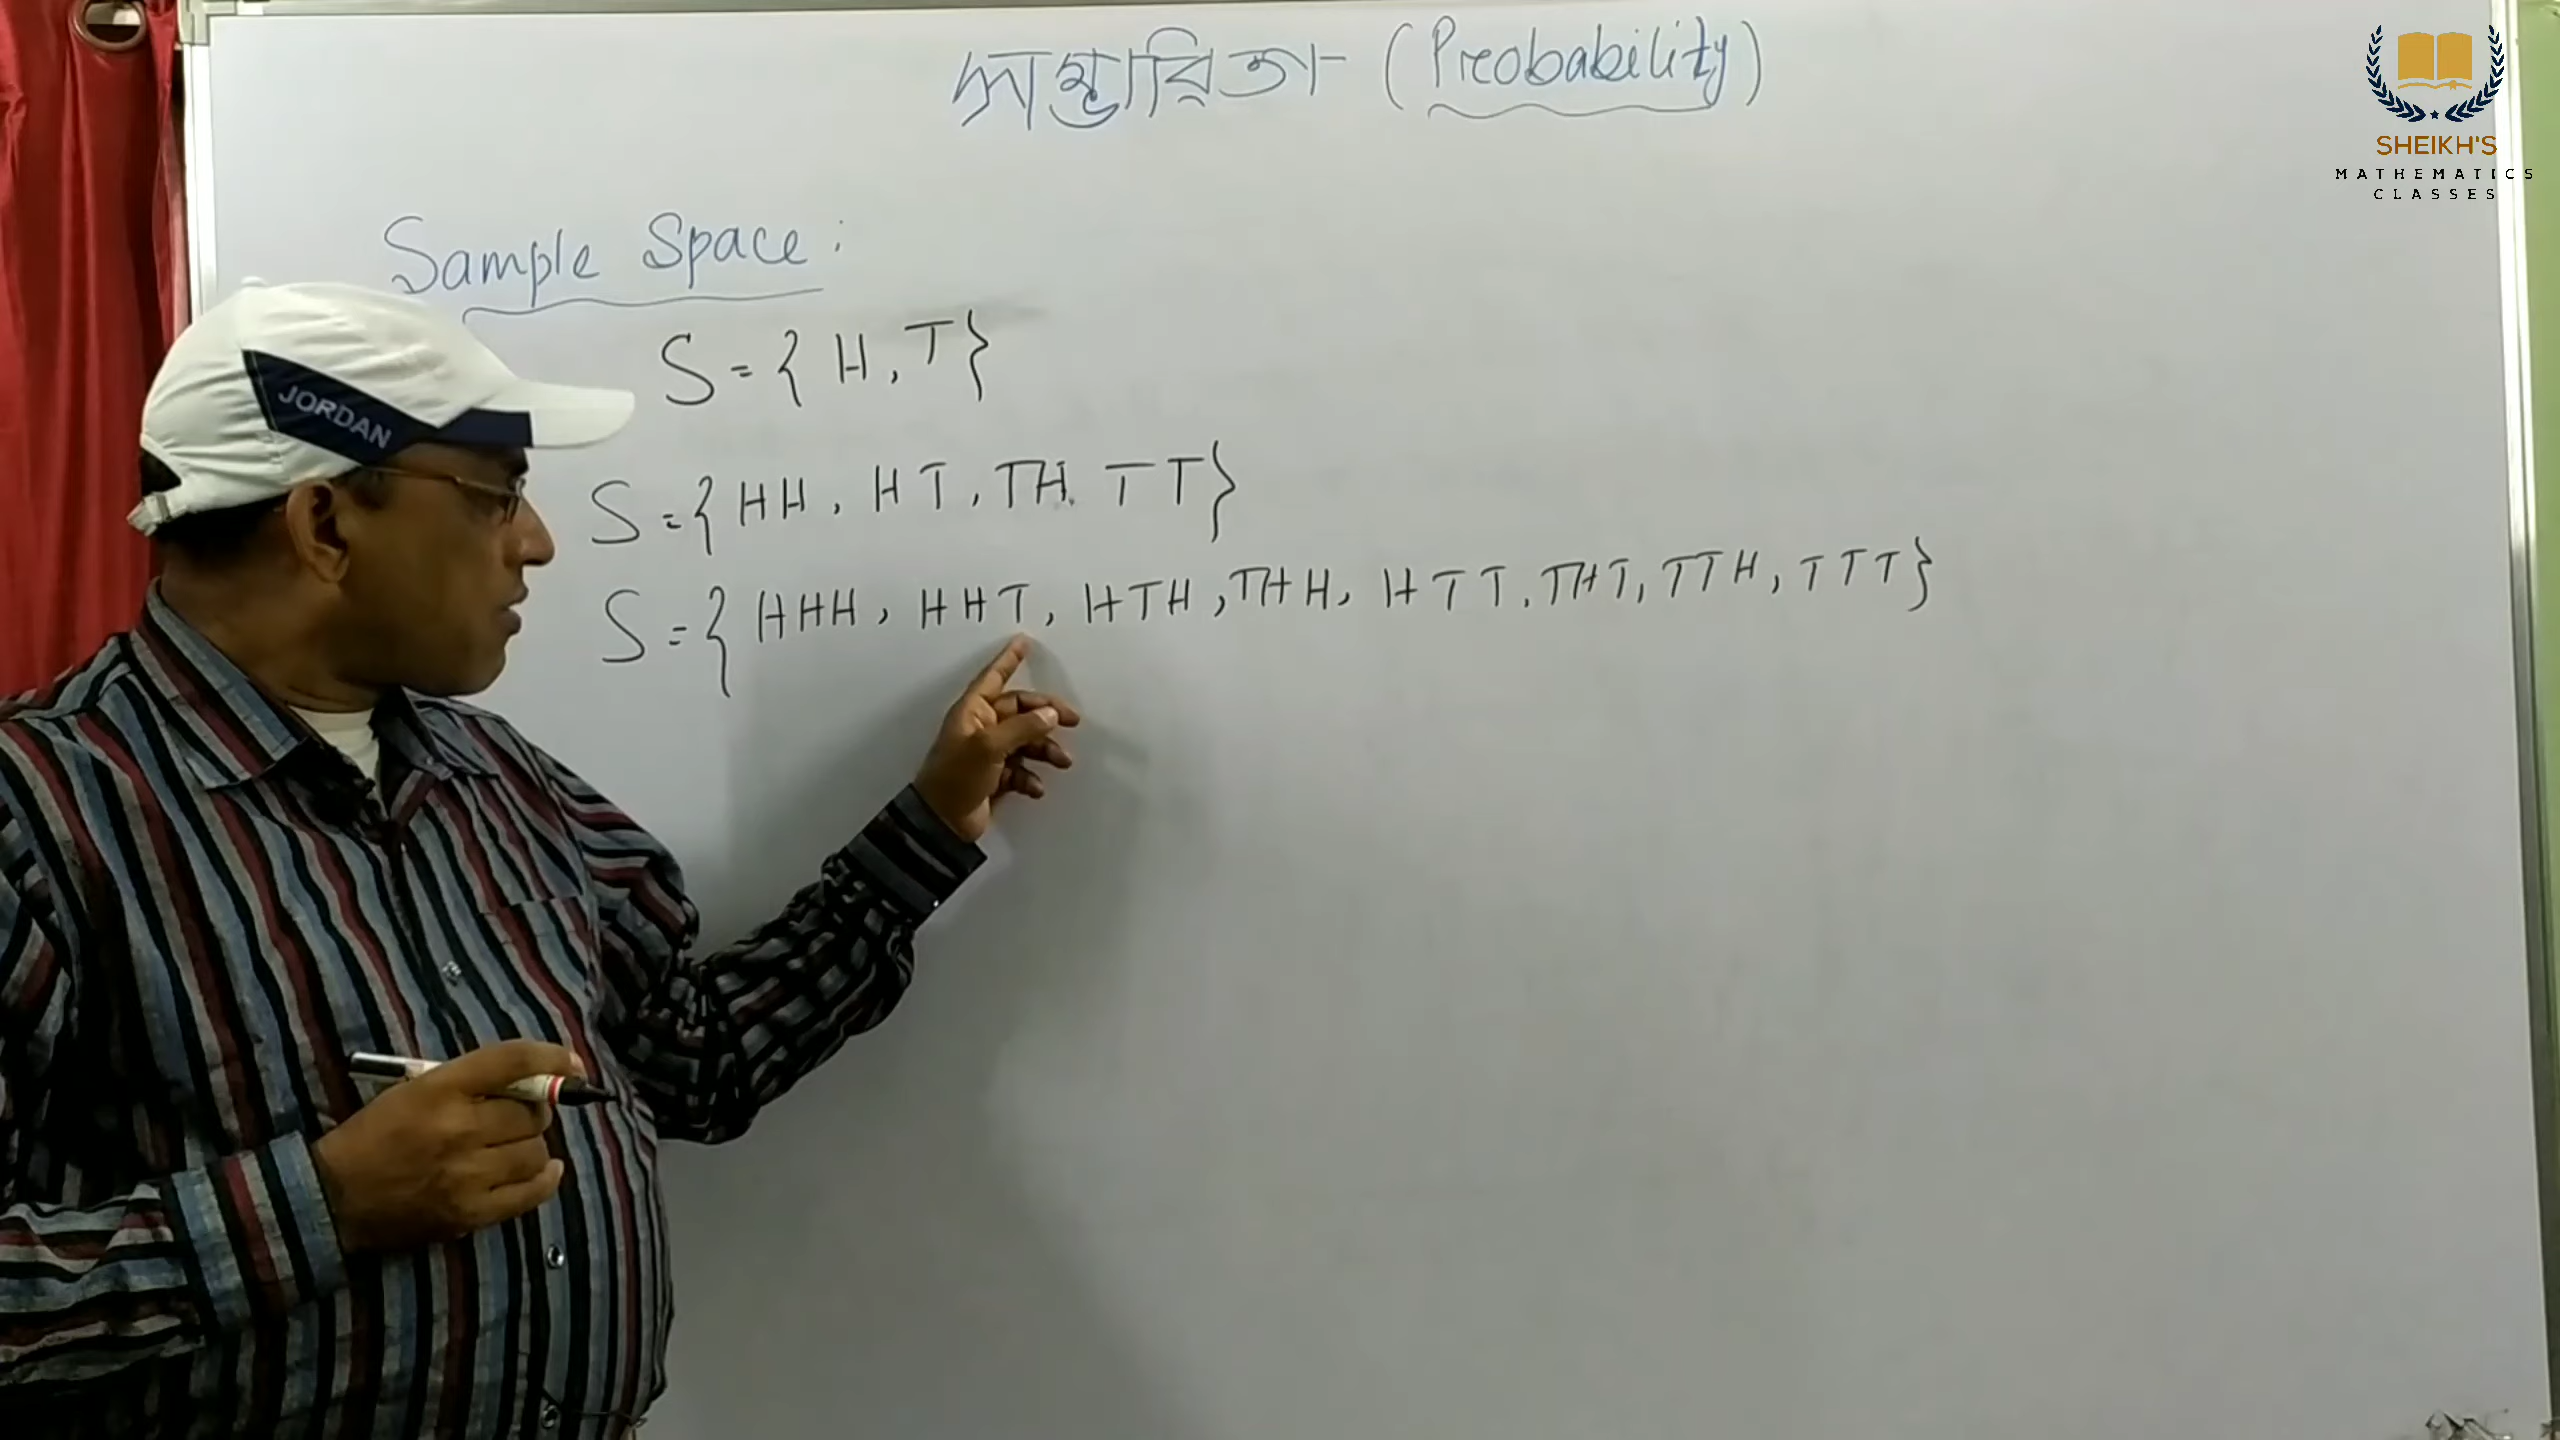 সম্ভাবিতা (Probability)
SHEIKH'S
MATHEMATICS
CLASSES
Sample Space:
S = { H, T }
JORDAN
S = { HH, HT, TH, TT }
S = { HHH, HHT, HTH, THH, HTT, THT, TTH, TTT }